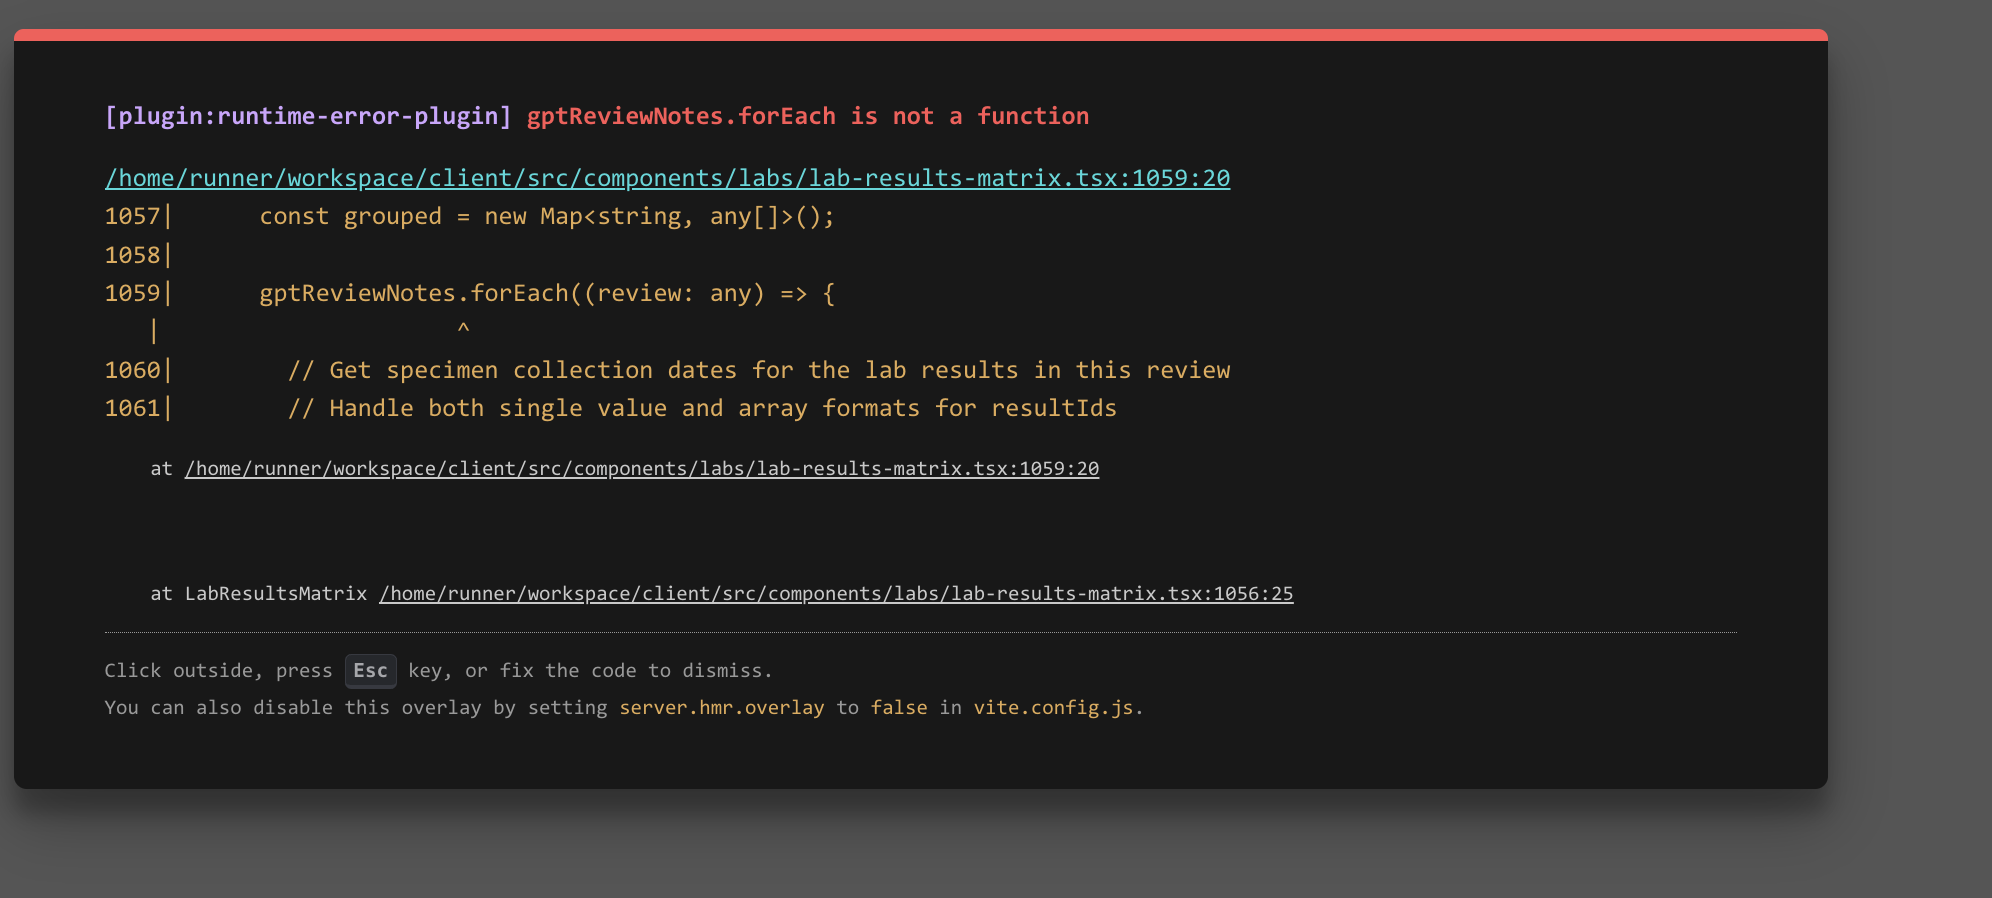 [plugin:runtime-error-plugin] gptReviewNotes.forEach is not a function
/home/runner/workspace/client/src/components/labs/lab-results-matrix.tsx:1059:20
1057|      const grouped = new Map<string, any[]>();
1058|
1059|      gptReviewNotes.forEach((review: any) => {
   |                     ^
1060|        // Get specimen collection dates for the lab results in this review
1061|        // Handle both single value and array formats for resultIds
at /home/runner/workspace/client/src/components/labs/lab-results-matrix.tsx:1059:20
at LabResultsMatrix /home/runner/workspace/client/src/components/labs/lab-results-matrix.tsx:1056:25
Click outside, press Esc key, or fix the code to dismiss.
You can also disable this overlay by setting server.hmr.overlay to false in vite.config.js.